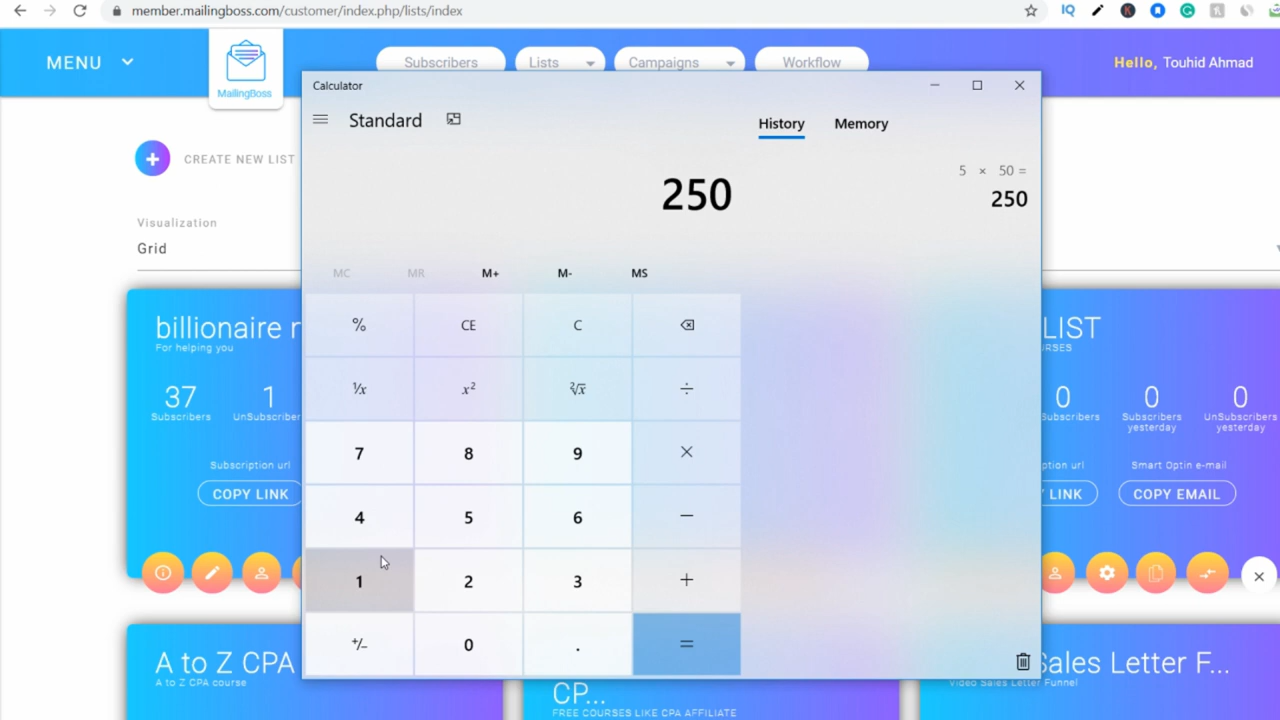 member.mailingboss.com/customer/index.php/lists/index
MENU
MailingBoss
Subscribers
Lists
Campaigns
Workflow
Hello, Touhid Ahmad
Calculator
Standard
History
Memory
250
5 × 50 =
250
MC MR M+ M- MS
% CE C
⅟x x² ²√x ÷
7 8 9 ×
4 5 6 −
1 2 3 +
+/− 0 . =
CREATE NEW LIST
Visualization
Grid
billionaire
For helping you
37
Subscribers
1
UnSubscriber
Subscription url
COPY LINK
LIST
0
0
0
Subscribers
Subscribers yesterday
UnSubscribers yesterday
Smart Optin e-mail
LINK
COPY EMAIL
A to Z CPA
A to Z CPA course
CP...
FREE COURSES LIKE CPA AFFILIATE
Sales Letter F...
Video Sales Letter Funnel